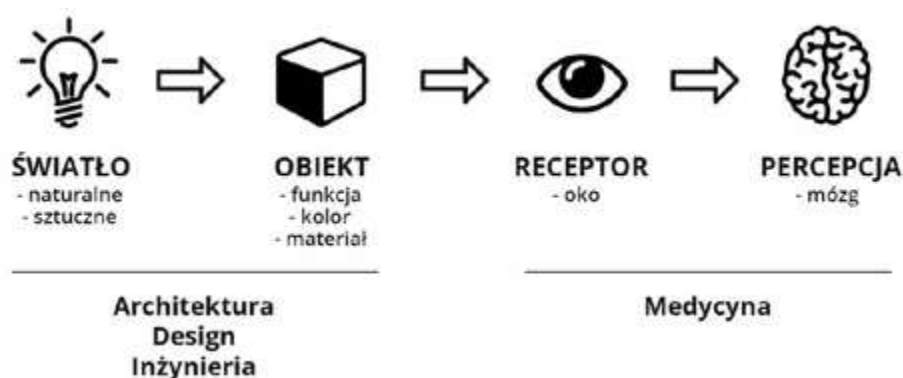 ŚWIATŁO
- naturalne
- sztuczne
OBIEKT
- funkcja
- kolor
- materiał
RECEPTOR
- oko
PERCEPCJA
- mózg
Architektura
Design
Inżynieria
Medycyna